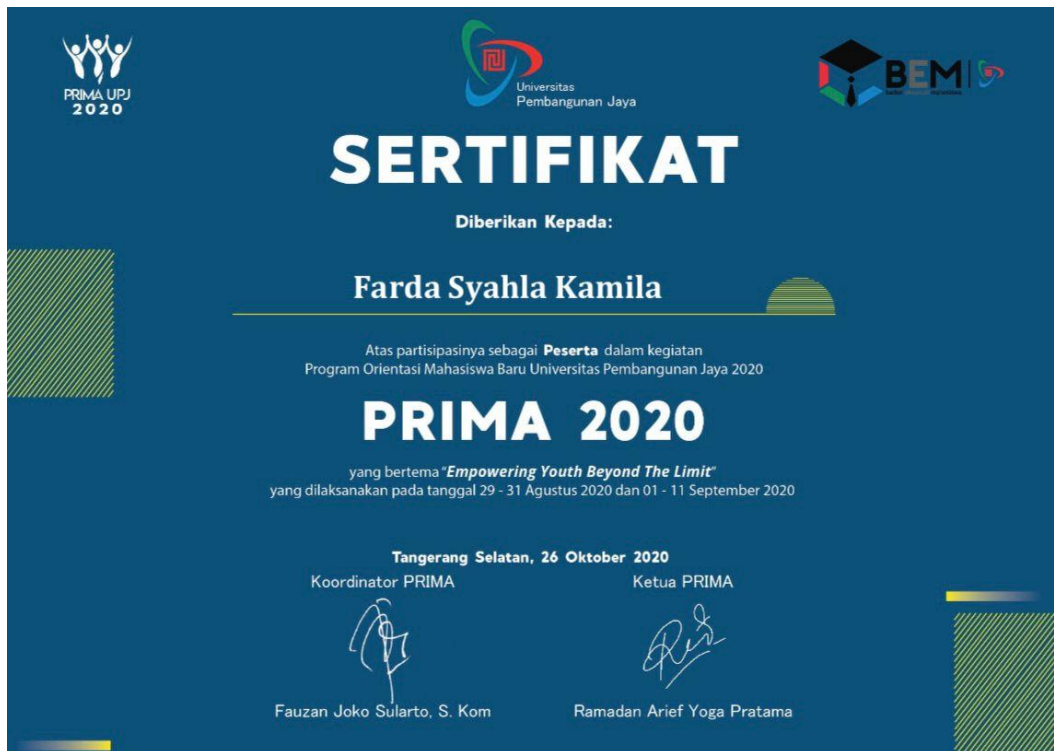 PRIMA UPJ
2020
Universitas
Pembangunan Jaya
BEM
SERTIFIKAT
Diberikan Kepada:
Farda Syahla Kamila
Atas partisipasinya sebagai Peserta dalam kegiatan
Program Orientasi Mahasiswa Baru Universitas Pembangunan Jaya 2020
PRIMA 2020
yang bertema "Empowering Youth Beyond The Limit"
yang dilaksanakan pada tanggal 29 - 31 Agustus 2020 dan 01 - 11 September 2020
Tangerang Selatan, 26 Oktober 2020
Koordinator PRIMA
Ketua PRIMA
Fauzan Joko Sularto, S. Kom
Ramadan Arief Yoga Pratama